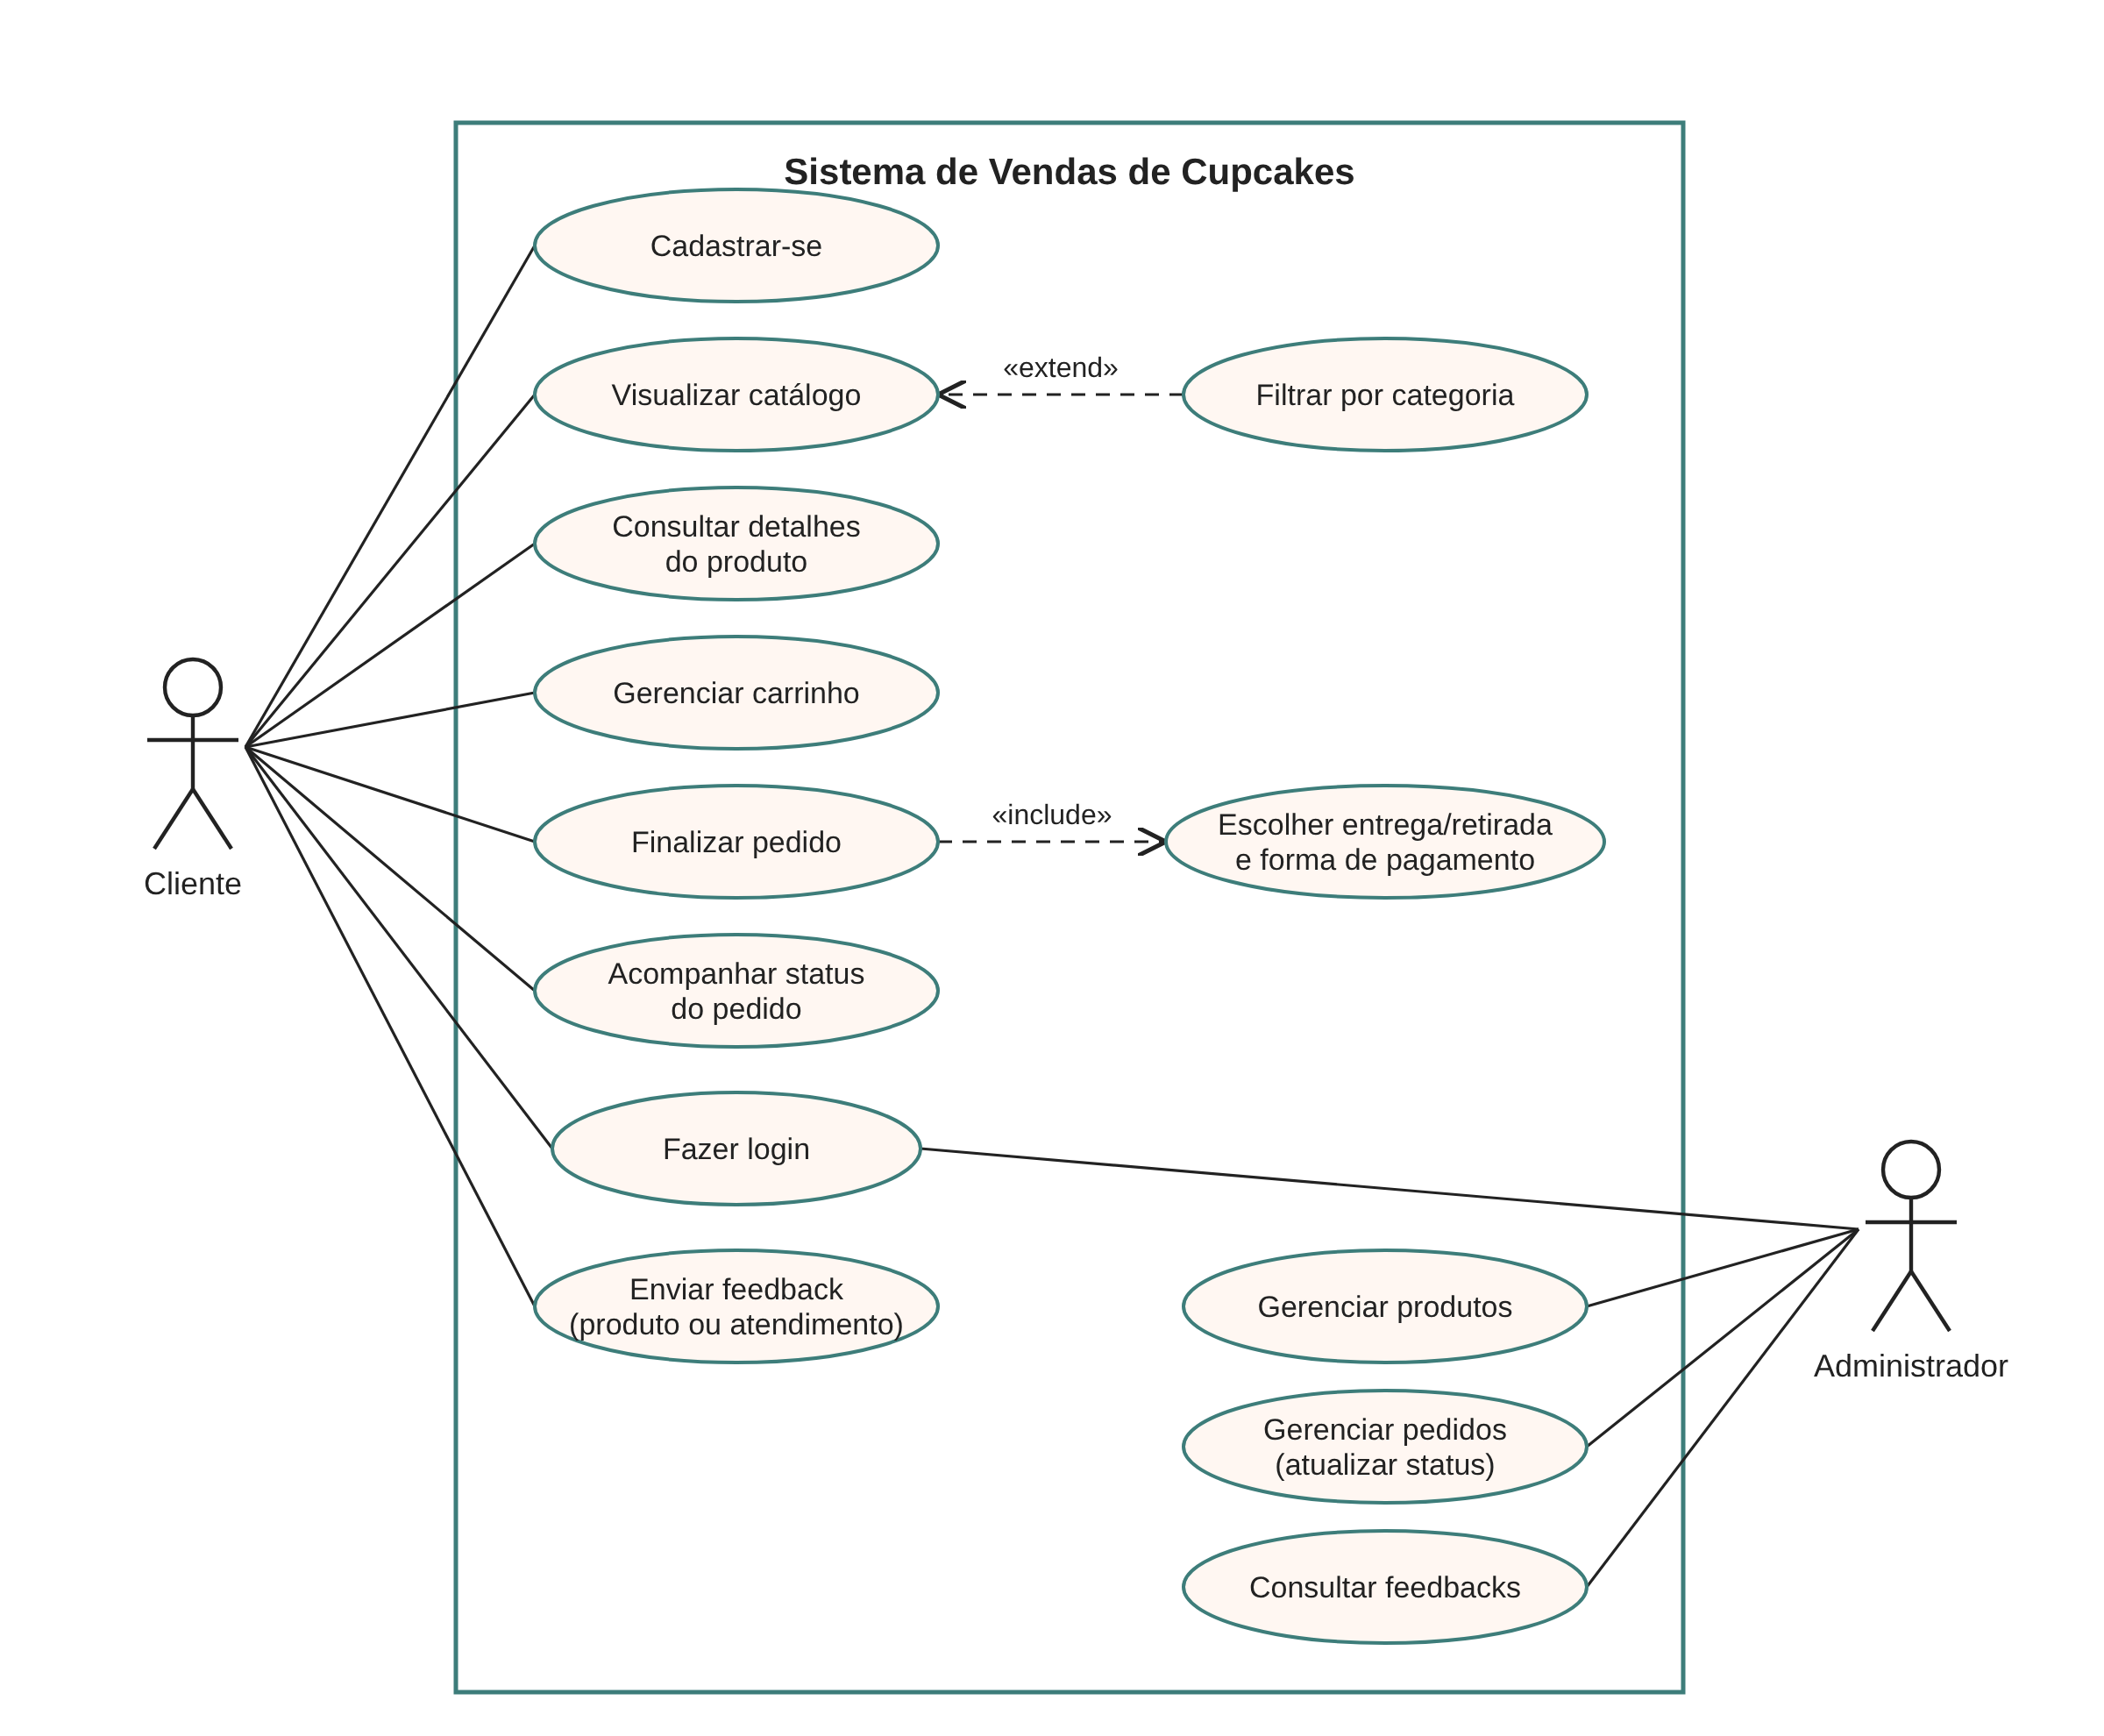 Sistema de Vendas de Cupcakes
Cadastrar-se
«extend»
Visualizar catálogo
Filtrar por categoria
Consultar detalhes
do produto
Gerenciar carrinho
Cliente
«include»
Finalizar pedido
Escolher entrega/retirada
e forma de pagamento
Acompanhar status
do pedido
Fazer login
Enviar feedback
(produto ou atendimento)
Gerenciar produtos
Administrador
Gerenciar pedidos
(atualizar status)
Consultar feedbacks